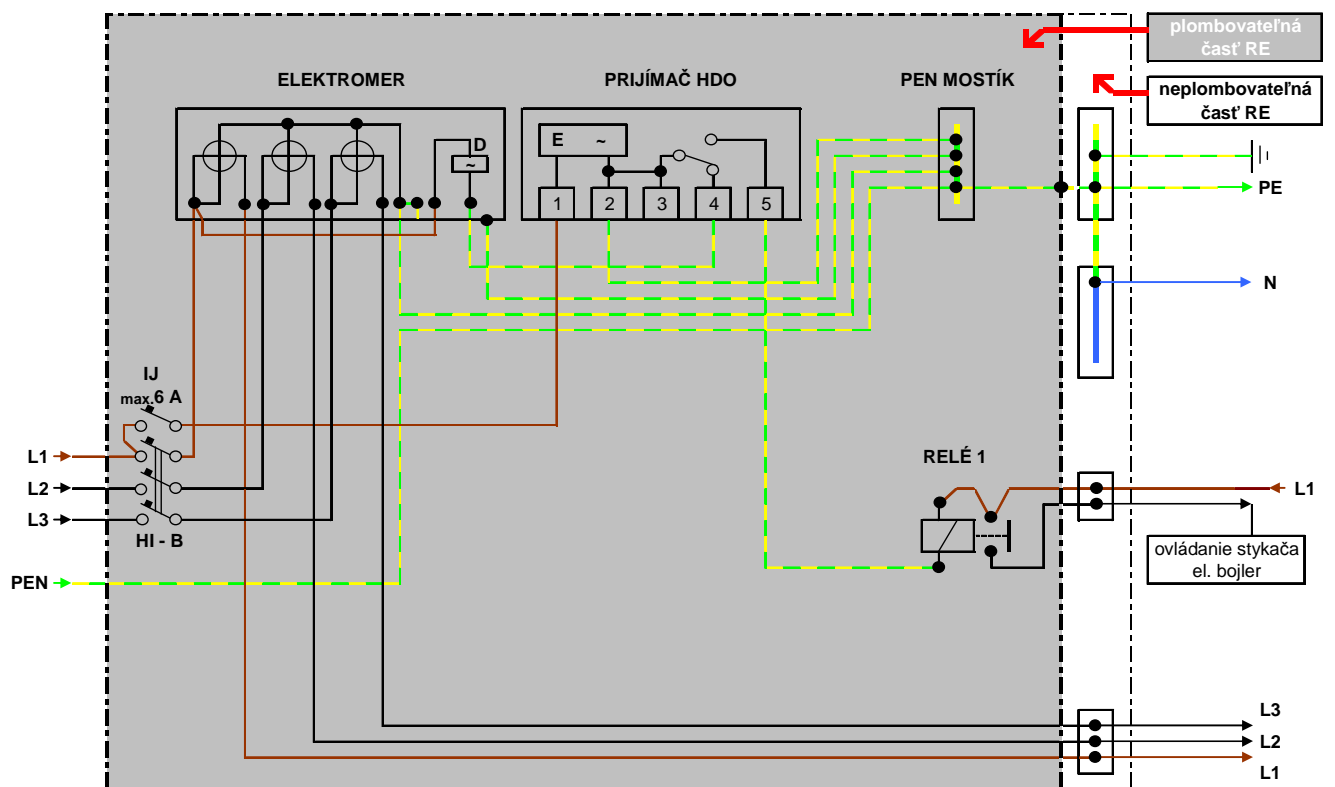 plombovateľná
časť RE
ELEKTROMER
PRIJÍMAČ HDO
PEN MOSTÍK
neplombovateľná
časť RE
D
~
E ~
PE
1 2 3 4 5
N
IJ
max.6 A
L1
RELÉ 1
L2
L1
L3
HI - B
ovládanie stykača
el. bojler
PEN
L3
L2
L1